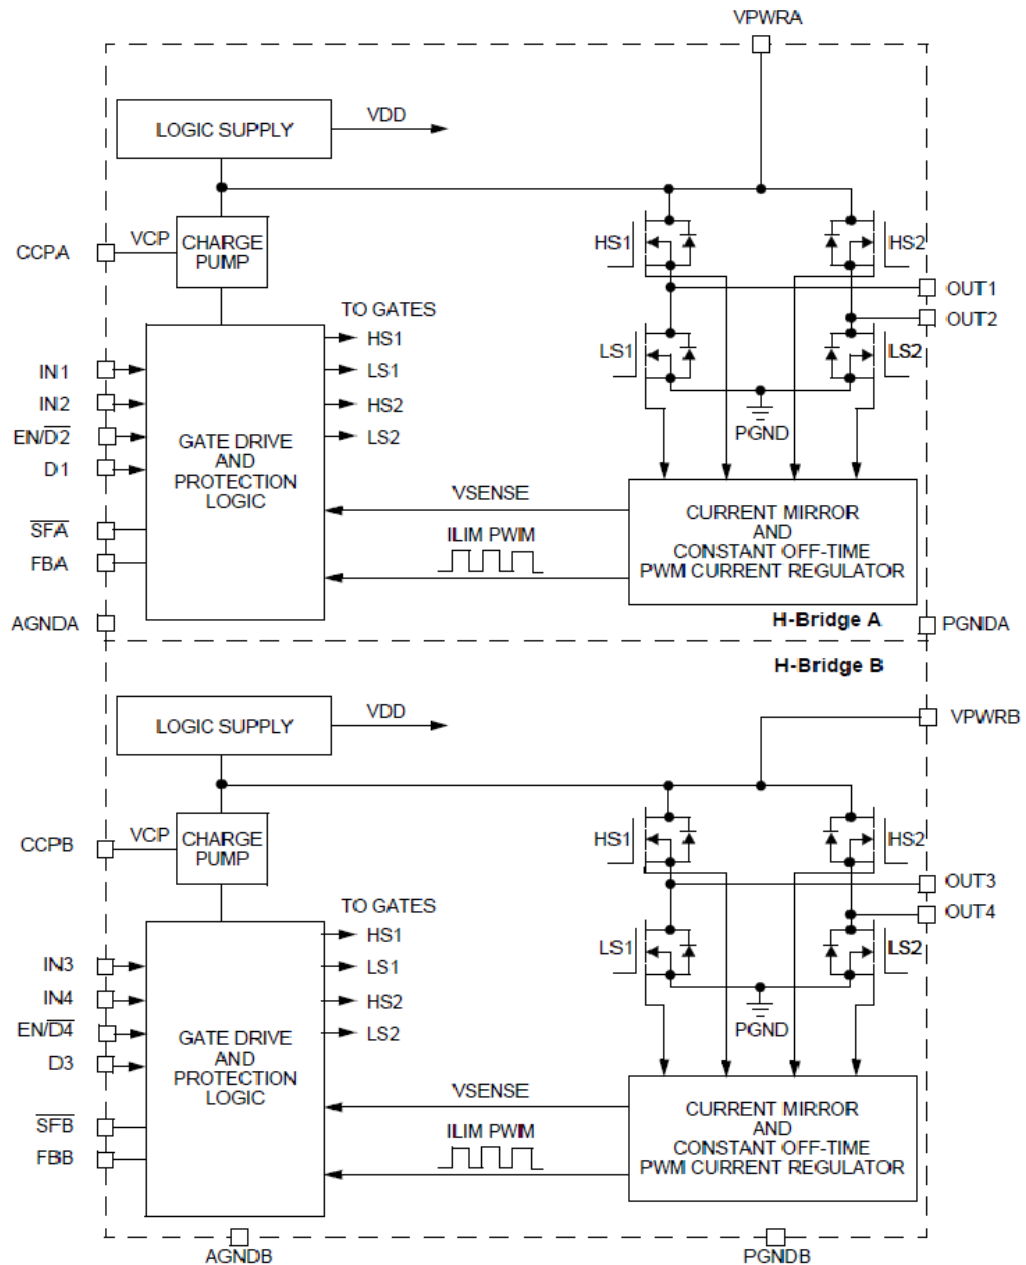 VPWRA
LOGIC SUPPLY
VDD
CCPA
VCP
CHARGE
PUMP
HS1
HS2
OUT1
OUT2
TO GATES
HS1
LS1
HS2
LS2
LS1
LS2
PGND
IN1
IN2
EN/D2
D1
SFA
FBA
AGNDA
GATE DRIVE
AND
PROTECTION
LOGIC
VSENSE
ILIM PWM
CURRENT MIRROR
AND
CONSTANT OFF-TIME
PWM CURRENT REGULATOR
H-Bridge A
PGNDA
H-Bridge B
LOGIC SUPPLY
VDD
VPWRB
CCPB
VCP
CHARGE
PUMP
HS1
HS2
OUT3
OUT4
TO GATES
HS1
LS1
HS2
LS2
LS1
LS2
PGND
IN3
IN4
EN/D4
D3
SFB
FBB
GATE DRIVE
AND
PROTECTION
LOGIC
VSENSE
ILIM PWM
CURRENT MIRROR
AND
CONSTANT OFF-TIME
PWM CURRENT REGULATOR
AGNDB
PGNDB